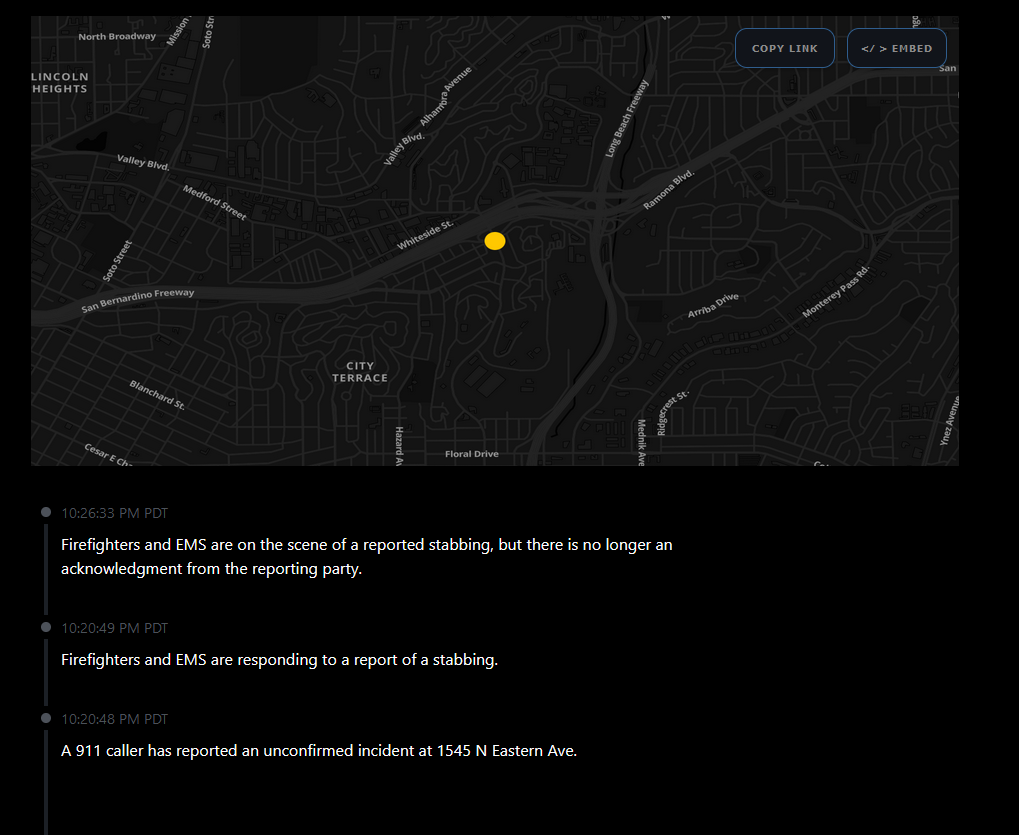 North Broadway
Mission
Soto Str
COPY LINK
</> EMBED
San
LINCOLN
HEIGHTS
Alhambra Avenue
Valley Blvd.
Long Beach Freeway
Valley Blvd.
Medford Street
Ramona Blvd.
Whiteside St.
Soto Street
San Bernardino Freeway
Arriba Drive
Monterey Pass Rd.
CITY
TERRACE
Blanchard St.
Ridgecrest St.
Ynez Avenue
Hazard Av
Mednik Ave
Cesar E Cha
Floral Drive
10:26:33 PM PDT
Firefighters and EMS are on the scene of a reported stabbing, but there is no longer an
acknowledgment from the reporting party.
10:20:49 PM PDT
Firefighters and EMS are responding to a report of a stabbing.
10:20:48 PM PDT
A 911 caller has reported an unconfirmed incident at 1545 N Eastern Ave.